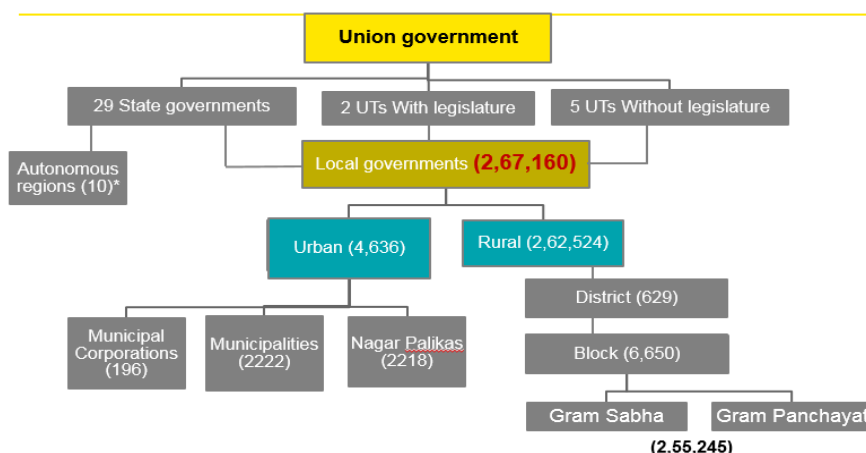 Union government
29 State governments
2 UTs With legislature
5 UTs Without legislature
Autonomous
regions (10)*
Local governments (2,67,160)
Urban (4,636)
Rural (2,62,524)
District (629)
Municipal
Corporations
(196)
Municipalities
(2222)
Nagar Palikas
(2218)
Block (6,650)
Gram Sabha
Gram Panchayat
(2,55,245)